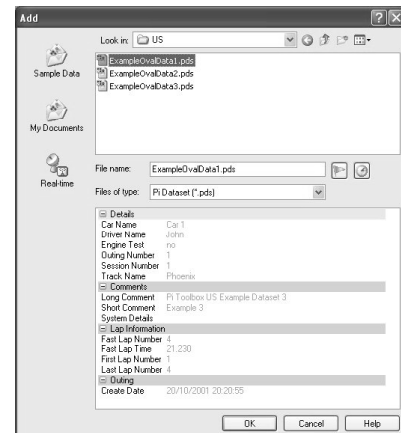 Add
Look in: US
ExampleOvalData1.pds
ExampleOvalData2.pds
ExampleOvalData3.pds
Sample Data
My Documents
Real-time
File name: ExampleOvalData1.pds
Files of type: Pi Dataset (*.pds)
Details
Car Name Car 1
Driver Name John
Engine Test no
Outing Number 1
Session Number 1
Track Name Phoenix
Comments
Long Comment Pi Toolbox US Example Dataset 3
Short Comment Example 3
System Details
Lap Information
Fast Lap Number 4
Fast Lap Time 21.230
First Lap Number 1
Last Lap Number 4
Outing
Create Date 20/10/2001 20:20:55
OK Cancel Help